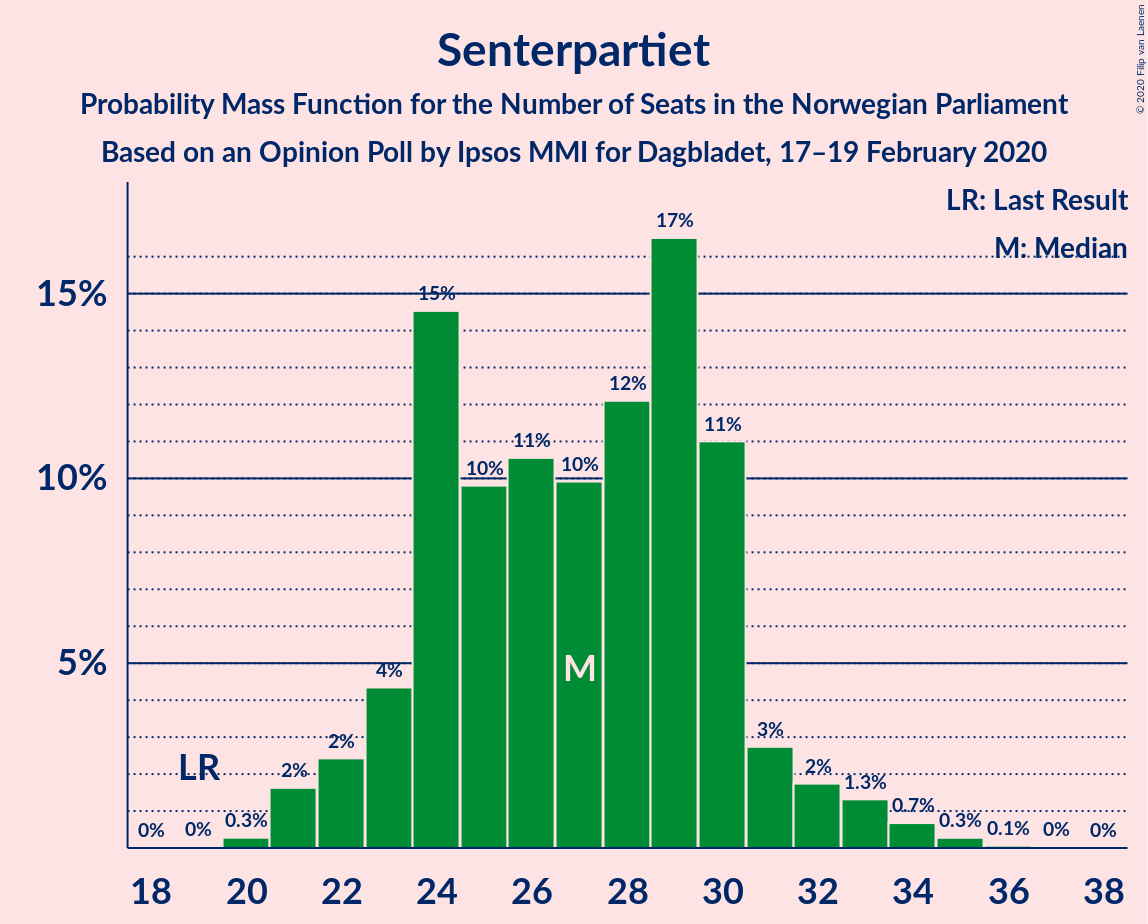 Senterpartiet
Probability Mass Function for the Number of Seats in the Norwegian Parliament
Based on an Opinion Poll by Ipsos MMI for Dagbladet, 17–19 February 2020
© 2020 Filip van Laenen
LR: Last Result
M: Median
15%
10%
5%
0%
0%
0.3%
2%
2%
4%
15%
10%
11%
10%
12%
17%
11%
3%
2%
1.3%
0.7%
0.3%
0.1%
0%
0%
LR
M
18 20 22 24 26 28 30 32 34 36 38